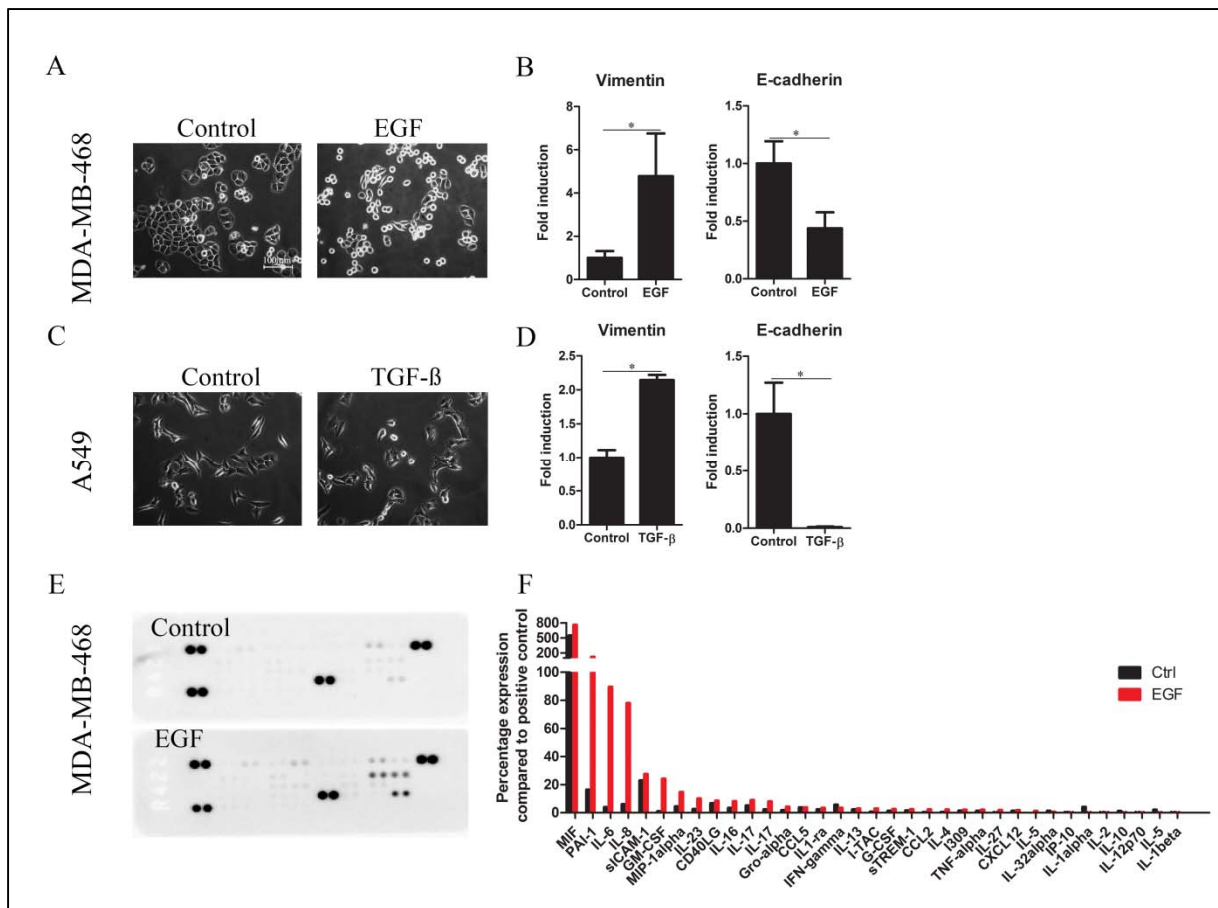 A
MDA-MB-468
Control
EGF
B
Vimentin
Fold induction
8
6
4
2
0
*
Control
EGF
E-cadherin
Fold induction
1.5
1.0
0.5
0.0
*
Control
EGF
C
A549
Control
TGF-ß
D
Vimentin
Fold induction
2.5
2.0
1.5
1.0
0.5
0.0
*
Control
TGF-β
E-cadherin
Fold induction
1.5
1.0
0.5
0.0
*
Control
TGF-β
E
MDA-MB-468
Control
EGF
F
Percentage expression
compared to positive control
800
500
100
80
60
40
20
0
Ctrl
EGF
MIF
PAI-1
IL-6
IL-8
sICAM-1
GM-CSF
MIP-1alpha
IL-23
CD40LG
IL-16
IL-17
IL-17
Gro-alpha
CCL5
IL1-ra
IFN-gamma
IL-13
I-TAC
G-CSF
sTREM-1
CCL2
IL-4
I309
TNF-alpha
IL-27
CXCL12
IL-5
IL-32alpha
IP-10
IL-1alpha
IL-2
IL-10
IL-12p70
IL-5
IL-1beta